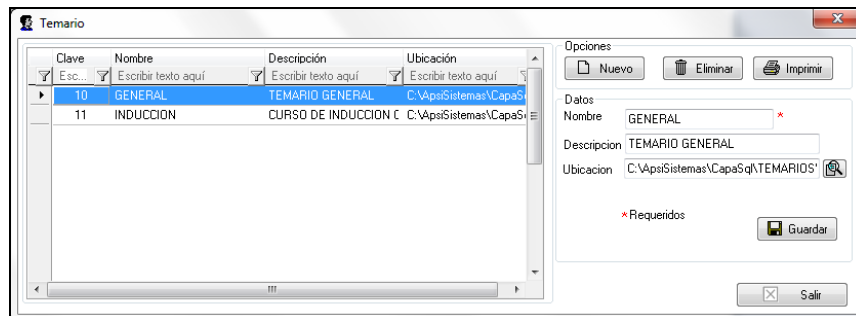 Temario
Clave Nombre Descripción Ubicación
Esc... Escribir texto aquí Escribir texto aquí Escribir texto aquí
10 GENERAL TEMARIO GENERAL C:\ApsiSistemas\CapaS
11 INDUCCION CURSO DE INDUCCION C:\ApsiSistemas\CapaS
Opciones
Nuevo Eliminar Imprimir
Datos
Nombre GENERAL *
Descripcion TEMARIO GENERAL
Ubicacion C:\ApsiSistemas\CapaSql\TEMARIOS
* Requeridos
Guardar
Salir